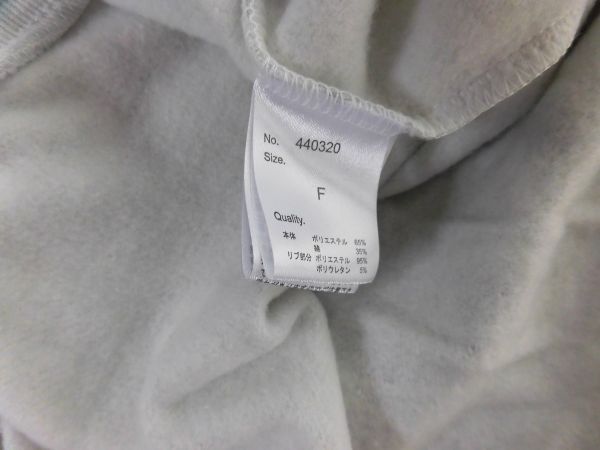 No. 440320
Size.
F
Quality.
本体 ポリエステル 65%
綿 35%
リブ部分 ポリエステル 95%
ポリウレタン 5%